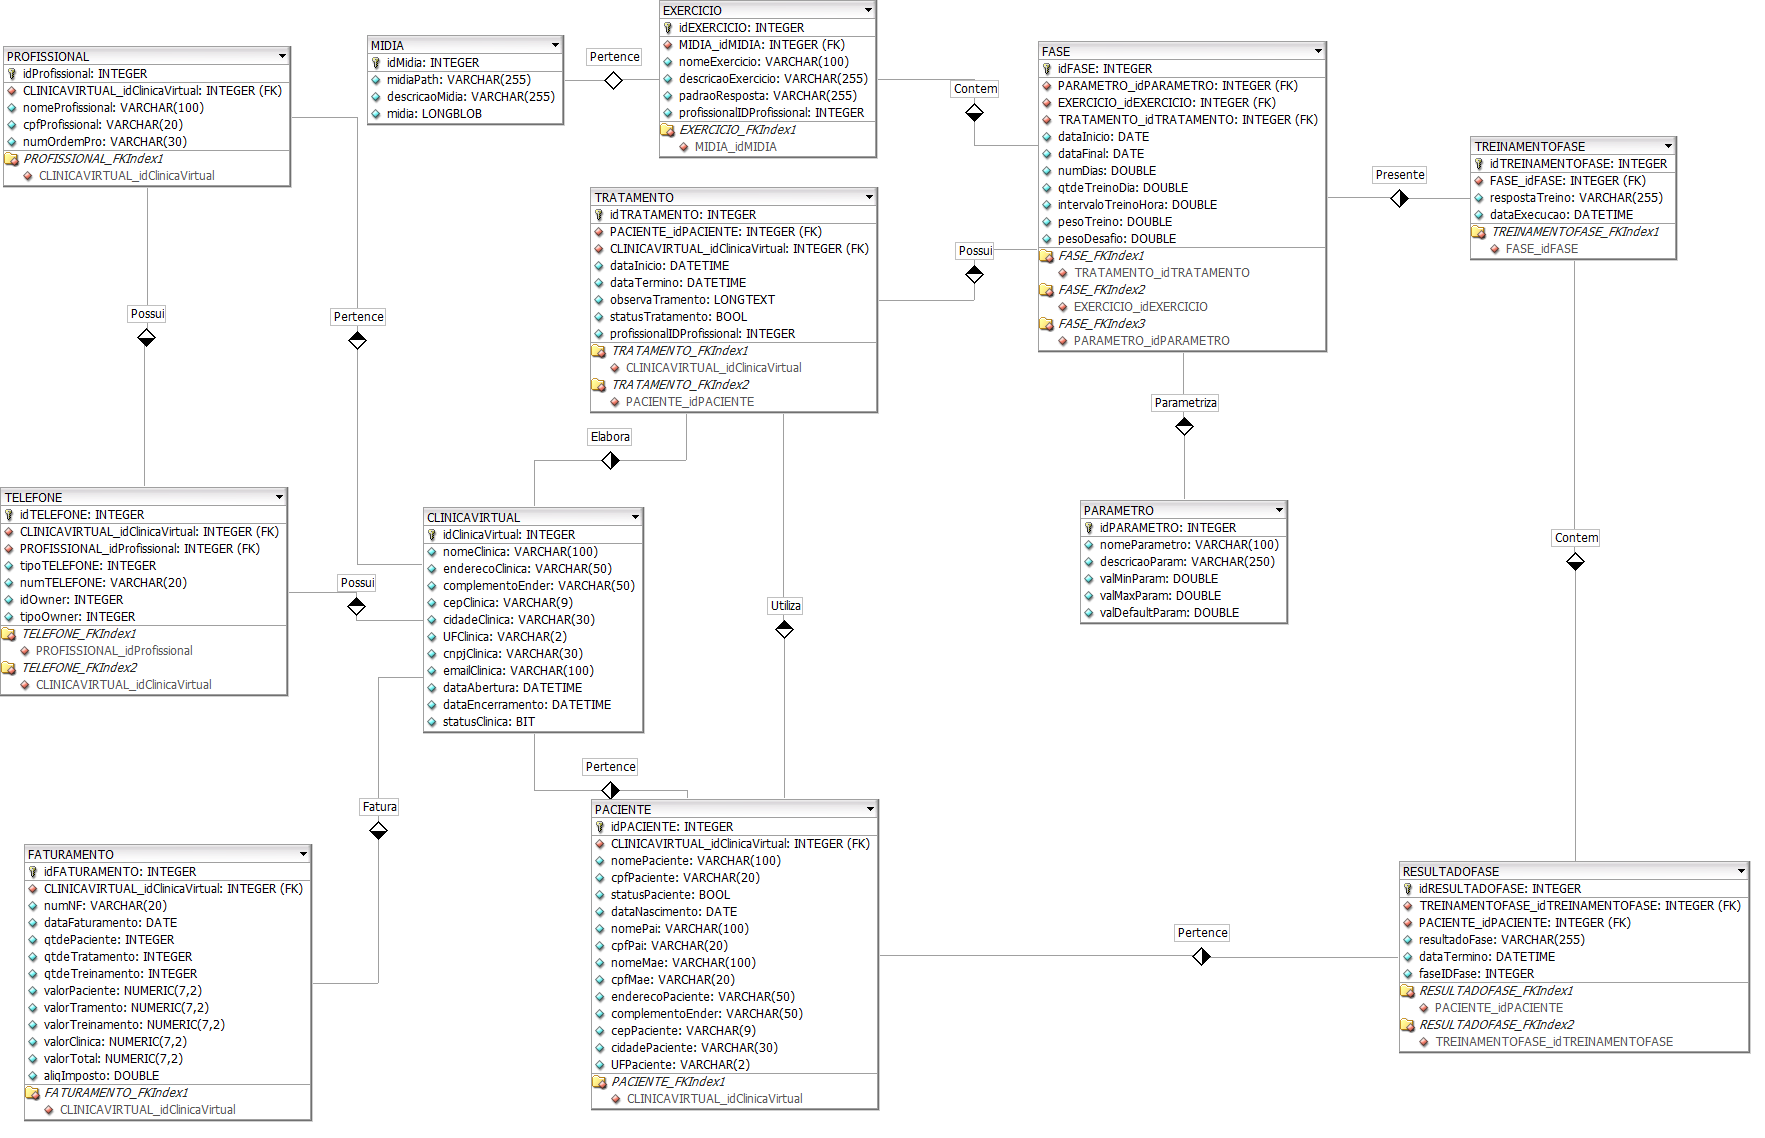 PROFISSIONAL
idProfissional: INTEGER
CLINICAVIRTUAL_idClinicaVirtual: INTEGER (FK)
nomeProfissional: VARCHAR(100)
cpfProfissional: VARCHAR(20)
numOrdemPro: VARCHAR(30)
PROFISSIONAL_FKIndex1
CLINICAVIRTUAL_idClinicaVirtual
MIDIA
idMidia: INTEGER
midiaPath: VARCHAR(255)
descricaoMidia: VARCHAR(255)
midia: LONGBLOB
Pertence
EXERCICIO
idEXERCICIO: INTEGER
MIDIA_idMIDIA: INTEGER (FK)
nomeExercicio: VARCHAR(100)
descricaoExercicio: VARCHAR(255)
padraoResposta: VARCHAR(255)
profissionalIDProfissional: INTEGER
EXERCICIO_FKIndex1
MIDIA_idMIDIA
Contem
FASE
idFASE: INTEGER
PARAMETRO_idPARAMETRO: INTEGER (FK)
EXERCICIO_idEXERCICIO: INTEGER (FK)
TRATAMENTO_idTRATAMENTO: INTEGER (FK)
dataInicio: DATE
dataFinal: DATE
numDias: DOUBLE
qtdeTreinoDia: DOUBLE
intervaloTreinoHora: DOUBLE
pesoTreino: DOUBLE
pesoDesafio: DOUBLE
FASE_FKIndex1
TRATAMENTO_idTRATAMENTO
FASE_FKIndex2
EXERCICIO_idEXERCICIO
FASE_FKIndex3
PARAMETRO_idPARAMETRO
Presente
TREINAMENTOFASE
idTREINAMENTOFASE: INTEGER
FASE_idFASE: INTEGER (FK)
respostaTreino: VARCHAR(255)
dataExecucao: DATETIME
TREINAMENTOFASE_FKIndex1
FASE_idFASE
TRATAMENTO
idTRATAMENTO: INTEGER
PACIENTE_idPACIENTE: INTEGER (FK)
CLINICAVIRTUAL_idClinicaVirtual: INTEGER (FK)
dataInicio: DATETIME
dataTermino: DATETIME
observaTramento: LONGTEXT
statusTratamento: BOOL
profissionalIDProfissional: INTEGER
TRATAMENTO_FKIndex1
CLINICAVIRTUAL_idClinicaVirtual
TRATAMENTO_FKIndex2
PACIENTE_idPACIENTE
Possui
Possui
Pertence
Elabora
Parametriza
TELEFONE
idTELEFONE: INTEGER
CLINICAVIRTUAL_idClinicaVirtual: INTEGER (FK)
PROFISSIONAL_idProfissional: INTEGER (FK)
tipoTELEFONE: INTEGER
numTELEFONE: VARCHAR(20)
idOwner: INTEGER
tipoOwner: INTEGER
TELEFONE_FKIndex1
PROFISSIONAL_idProfissional
TELEFONE_FKIndex2
CLINICAVIRTUAL_idClinicaVirtual
Possui
CLINICAVIRTUAL
idClinicaVirtual: INTEGER
nomeClinica: VARCHAR(100)
enderecoClinica: VARCHAR(50)
complementoEnder: VARCHAR(50)
cepClinica: VARCHAR(9)
cidadeClinica: VARCHAR(30)
UFClinica: VARCHAR(2)
cnpjClinica: VARCHAR(30)
emailClinica: VARCHAR(100)
dataAbertura: DATETIME
dataEncerramento: DATETIME
statusClinica: BIT
Utiliza
PARAMETRO
idPARAMETRO: INTEGER
nomeParametro: VARCHAR(100)
descricaoParam: VARCHAR(250)
valMinParam: DOUBLE
valMaxParam: DOUBLE
valDefaultParam: DOUBLE
Contem
Pertence
Fatura
FATURAMENTO
idFATURAMENTO: INTEGER
CLINICAVIRTUAL_idClinicaVirtual: INTEGER (FK)
numNF: VARCHAR(20)
dataFaturamento: DATE
qtdePaciente: INTEGER
qtdeTratamento: INTEGER
qtdeTreinamento: INTEGER
valorPaciente: NUMERIC(7,2)
valorTramento: NUMERIC(7,2)
valorTreinamento: NUMERIC(7,2)
valorClinica: NUMERIC(7,2)
valorTotal: NUMERIC(7,2)
aliqImposto: DOUBLE
FATURAMENTO_FKIndex1
CLINICAVIRTUAL_idClinicaVirtual
PACIENTE
idPACIENTE: INTEGER
CLINICAVIRTUAL_idClinicaVirtual: INTEGER (FK)
nomePaciente: VARCHAR(100)
cpfPaciente: VARCHAR(20)
statusPaciente: BOOL
dataNascimento: DATE
nomePai: VARCHAR(100)
cpfPai: VARCHAR(20)
nomeMae: VARCHAR(100)
cpfMae: VARCHAR(20)
enderecoPaciente: VARCHAR(50)
complementoEnder: VARCHAR(50)
cepPaciente: VARCHAR(9)
cidadePaciente: VARCHAR(30)
UFPaciente: VARCHAR(2)
PACIENTE_FKIndex1
CLINICAVIRTUAL_idClinicaVirtual
Pertence
RESULTADOFASE
idRESULTADOFASE: INTEGER
TREINAMENTOFASE_idTREINAMENTOFASE: INTEGER (FK)
PACIENTE_idPACIENTE: INTEGER (FK)
resultadoFase: VARCHAR(255)
dataTermino: DATETIME
faseIDFase: INTEGER
RESULTADOFASE_FKIndex1
PACIENTE_idPACIENTE
RESULTADOFASE_FKIndex2
TREINAMENTOFASE_idTREINAMENTOFASE